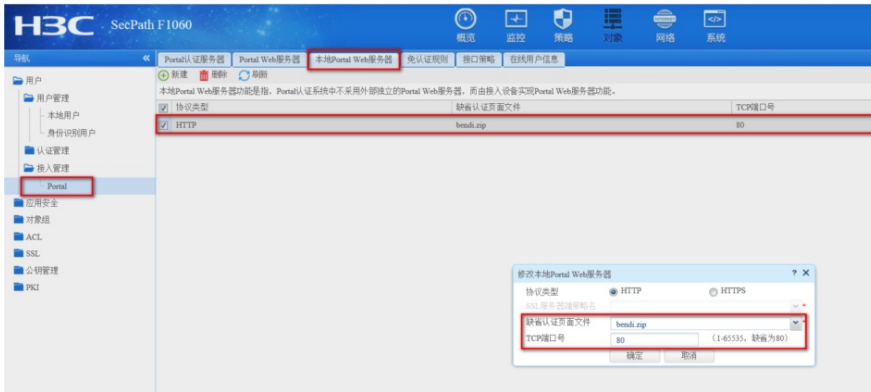 H3C SecPath F1060
概览 监控 策略 对象 网络 系统
导航 «
Portal认证服务器 Portal Web服务器 本地Portal Web服务器 免认证规则 接口策略 在线用户信息
新建 删除 刷新
本地Portal Web服务器功能是指，Portal认证系统中不采用外部独立的Portal Web服务器，而由接入设备实现Portal Web服务器功能。
协议类型 缺省认证页面文件 TCP端口号
HTTP bendi.zip 80
用户
用户管理
本地用户
身份识别用户
认证管理
接入管理
Portal
应用安全
对象组
ACL
SSL
公钥管理
PKI
修改本地Portal Web服务器 ? X
协议类型 HTTP HTTPS
SSL服务器端策略名 *
缺省认证页面文件 bendi.zip *
TCP端口号 80 （1-65535，缺省为80）
确定 取消